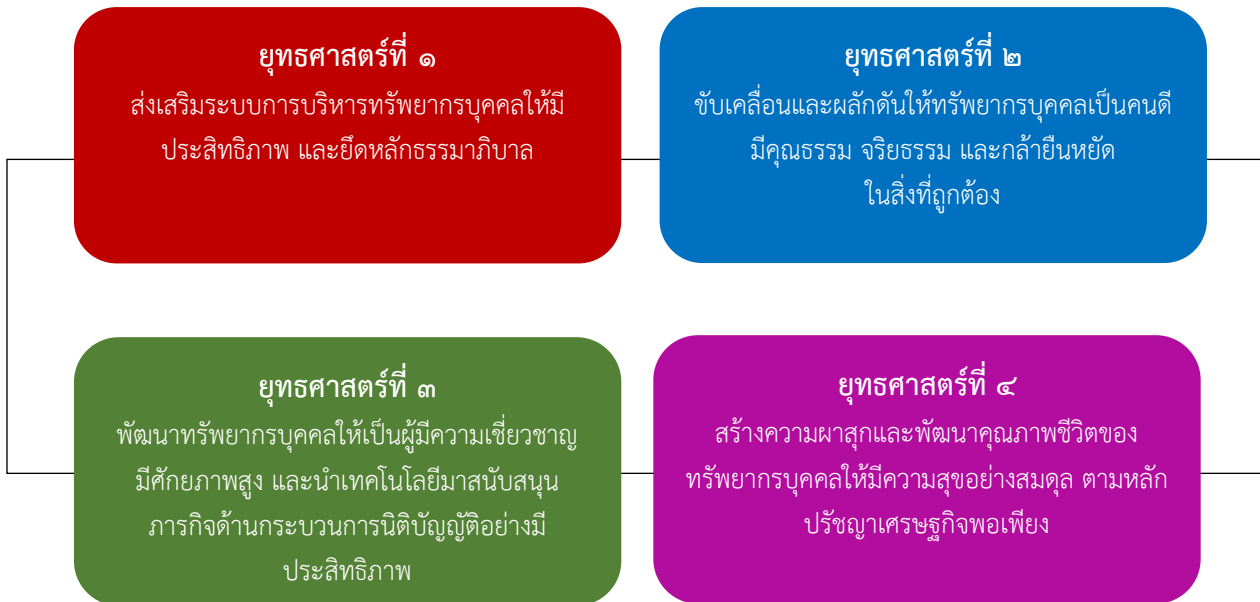 ยุทธศาสตร์ที่ ๑
ส่งเสริมระบบการบริหารทรัพยากรบุคคลให้มี
ประสิทธิภาพ และยึดหลักธรรมาภิบาล
ยุทธศาสตร์ที่ ๒
ขับเคลื่อนและผลักดันให้ทรัพยากรบุคคลเป็นคนดี
มีคุณธรรม จริยธรรม และกล้ายืนหยัด
ในสิ่งที่ถูกต้อง
ยุทธศาสตร์ที่ ๓
พัฒนาทรัพยากรบุคคลให้เป็นผู้มีความเชี่ยวชาญ
มีศักยภาพสูง และนำเทคโนโลยีมาสนับสนุน
ภารกิจด้านกระบวนการนิติบัญญัติอย่างมี
ประสิทธิภาพ
ยุทธศาสตร์ที่ ๔
สร้างความผาสุกและพัฒนาคุณภาพชีวิตของ
ทรัพยากรบุคคลให้มีความสุขอย่างสมดุล ตามหลัก
ปรัชญาเศรษฐกิจพอเพียง